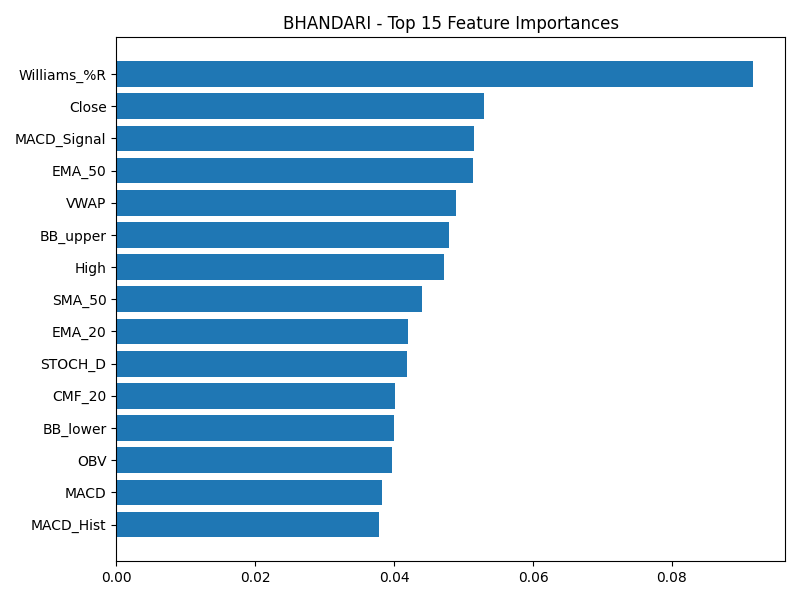 BHANDARI - Top 15 Feature Importances
Williams_%R
Close
MACD_Signal
EMA_50
VWAP
BB_upper
High
SMA_50
EMA_20
STOCH_D
CMF_20
BB_lower
OBV
MACD
MACD_Hist
0.00 0.02 0.04 0.06 0.08